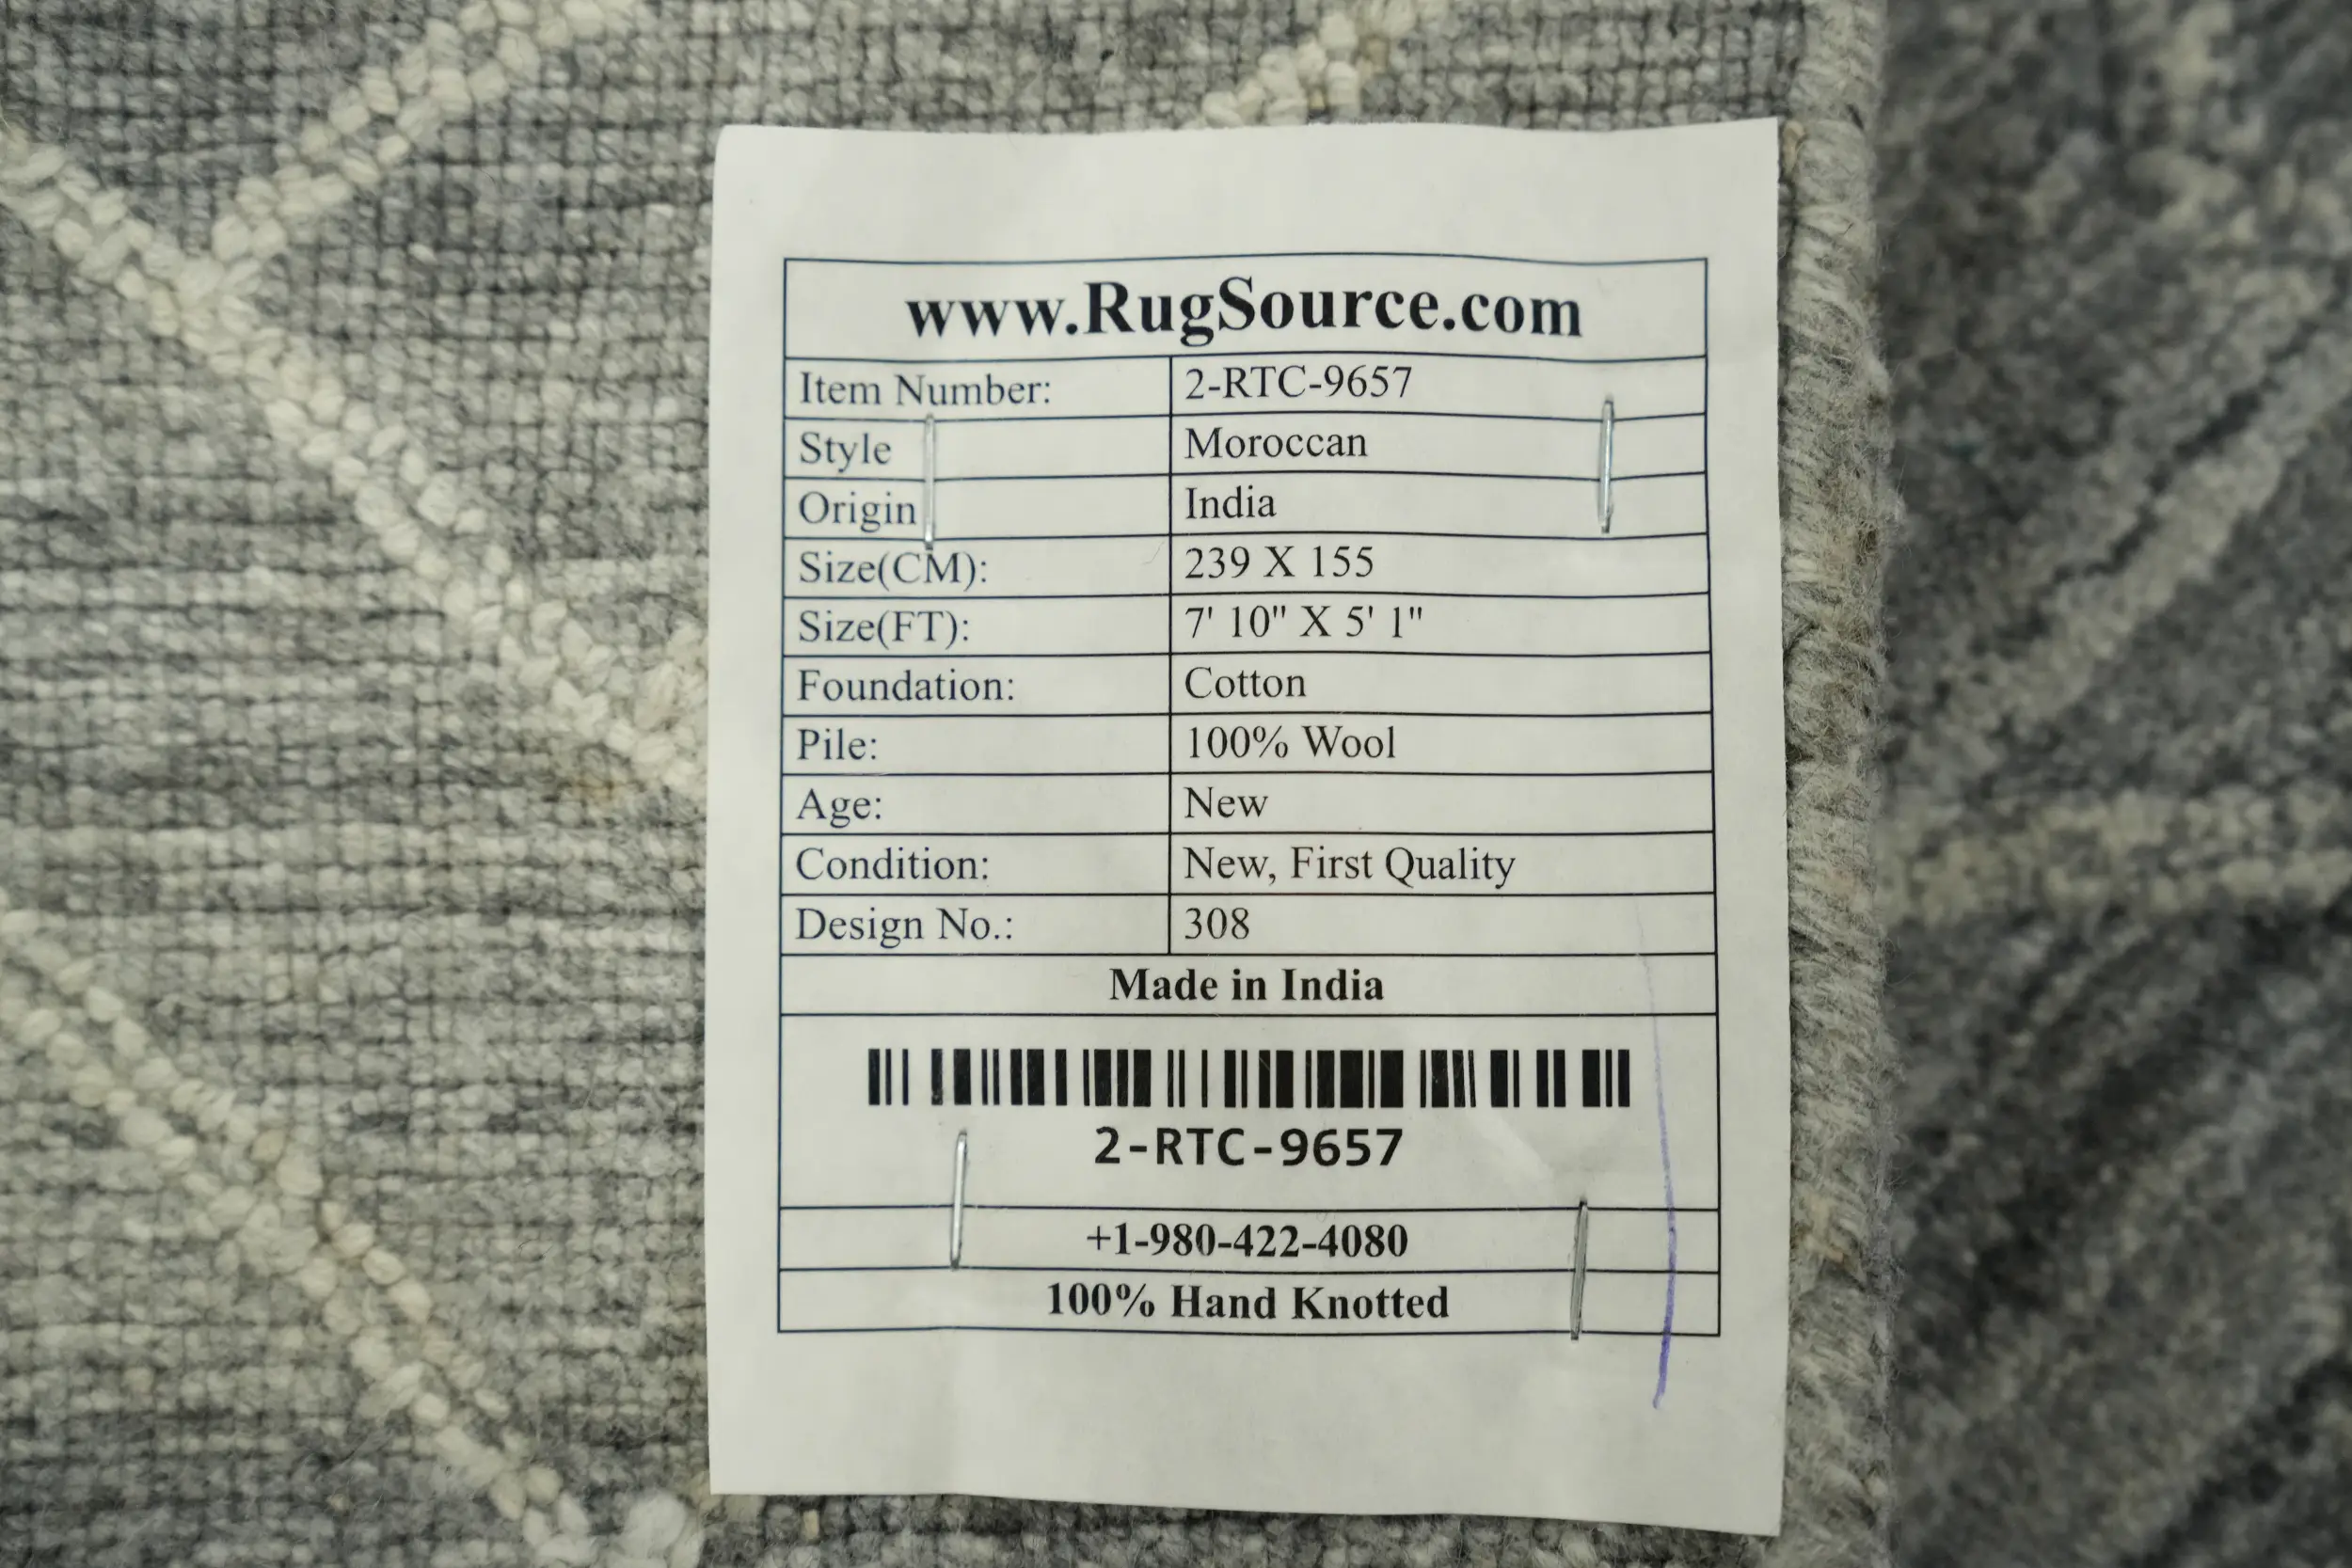 www.RugSource.com
Item Number: 2-RTC-9657
Style Moroccan
Origin India
Size(CM): 239 X 155
Size(FT): 7' 10" X 5' 1"
Foundation: Cotton
Pile: 100% Wool
Age: New
Condition: New, First Quality
Design No.: 308
Made in India
2-RTC-9657
+1-980-422-4080
100% Hand Knotted